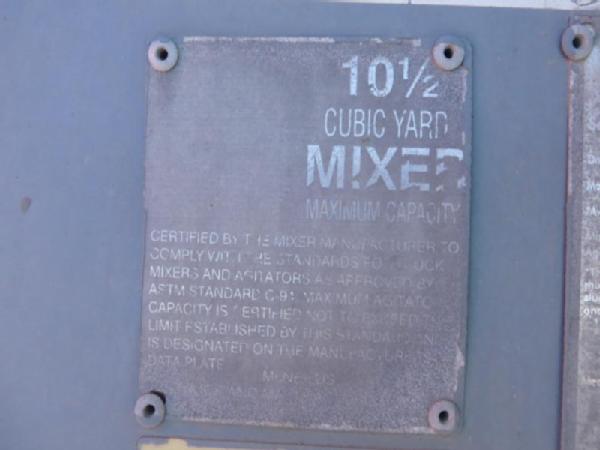 10½
CUBIC YARD
MIXER
MAXIMUM CAPACITY
CERTIFIED BY THE MIXER MANUFACTURER TO
COMPLY WITH THE STANDARDS FOR TRUCK
MIXERS AND AGITATORS AS APPROVED BY
ASTM STANDARD C-94. MAXIMUM AGITATOR
CAPACITY IS CERTIFIED NOT TO EXCEED THE
LIMIT ESTABLISHED BY THIS STANDARD AND
IS DESIGNATED ON THE MANUFACTURER'S
DATA PLATE